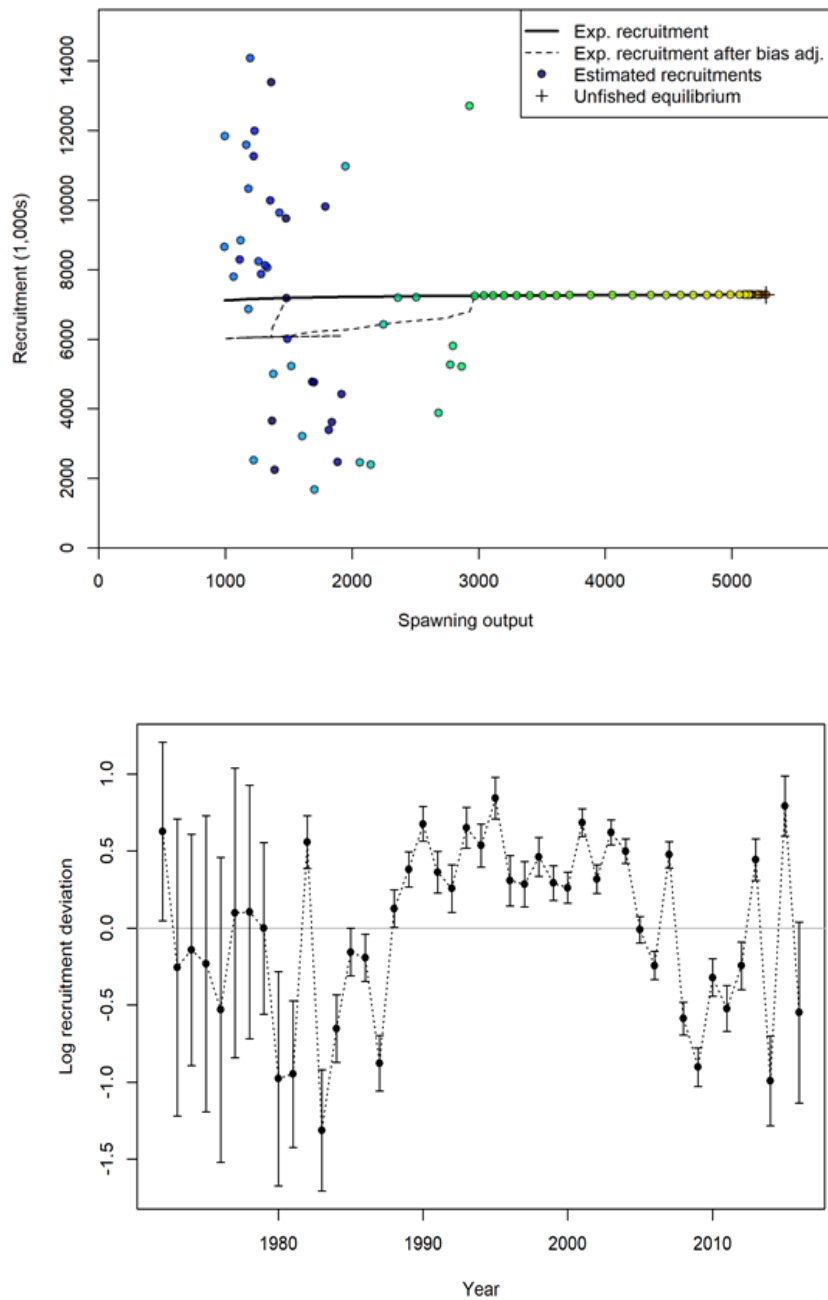 Exp. recruitment
Exp. recruitment after bias adj.
Estimated recruitments
Unfished equilibrium
Recruitment (1,000s)
14000
12000
10000
8000
6000
4000
2000
0
0 1000 2000 3000 4000 5000
Spawning output
Log recruitment deviation
1.0
0.5
0.0
-0.5
-1.0
-1.5
1980 1990 2000 2010
Year